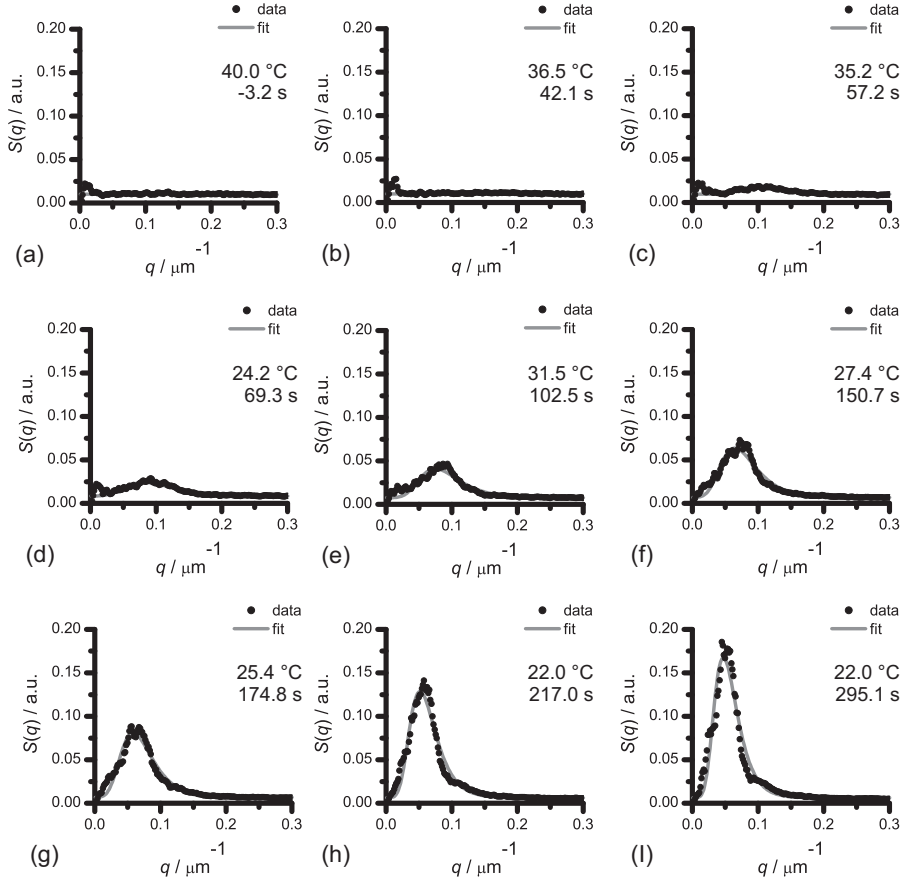 data
fit
0.20
0.15
0.10
0.05
0.00
S(q) / a.u.
40.0 °C
-3.2 s
0.0 0.1 0.2 0.3
q / μm -1
(a)
data
fit
0.20
0.15
0.10
0.05
0.00
S(q) / a.u.
36.5 °C
42.1 s
0.0 0.1 0.2 0.3
q / μm -1
(b)
data
fit
0.20
0.15
0.10
0.05
0.00
S(q) / a.u.
35.2 °C
57.2 s
0.0 0.1 0.2 0.3
q / μm -1
(c)
data
fit
0.20
0.15
0.10
0.05
0.00
S(q) / a.u.
24.2 °C
69.3 s
0.0 0.1 0.2 0.3
q / μm -1
(d)
data
fit
0.20
0.15
0.10
0.05
0.00
S(q) / a.u.
31.5 °C
102.5 s
0.0 0.1 0.2 0.3
q / μm -1
(e)
data
fit
0.20
0.15
0.10
0.05
0.00
S(q) / a.u.
27.4 °C
150.7 s
0.0 0.1 0.2 0.3
q / μm -1
(f)
data
fit
0.20
0.15
0.10
0.05
0.00
S(q) / a.u.
25.4 °C
174.8 s
0.0 0.1 0.2 0.3
q / μm -1
(g)
data
fit
0.20
0.15
0.10
0.05
0.00
S(q) / a.u.
22.0 °C
217.0 s
0.0 0.1 0.2 0.3
q / μm -1
(h)
data
fit
0.20
0.15
0.10
0.05
0.00
S(q) / a.u.
22.0 °C
295.1 s
0.0 0.1 0.2 0.3
q / μm -1
(I)